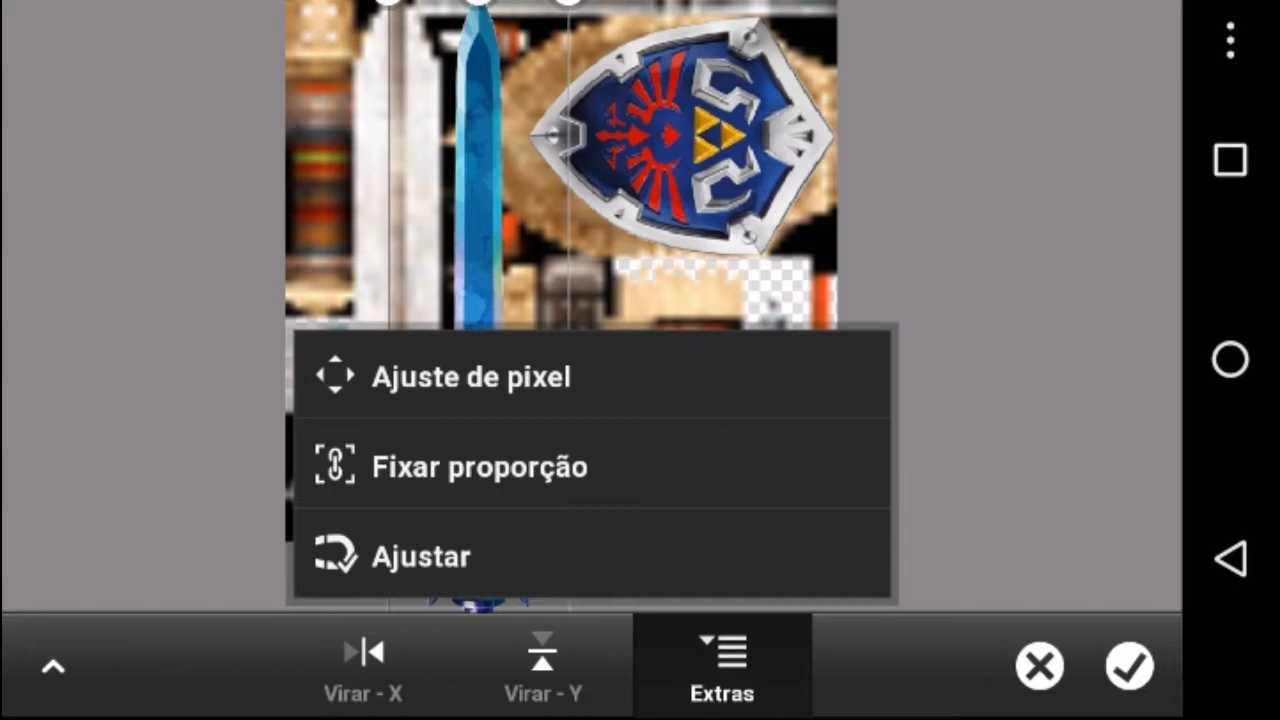 Ajuste de pixel
Fixar proporção
Ajustar
Virar - X
Virar - Y
Extras